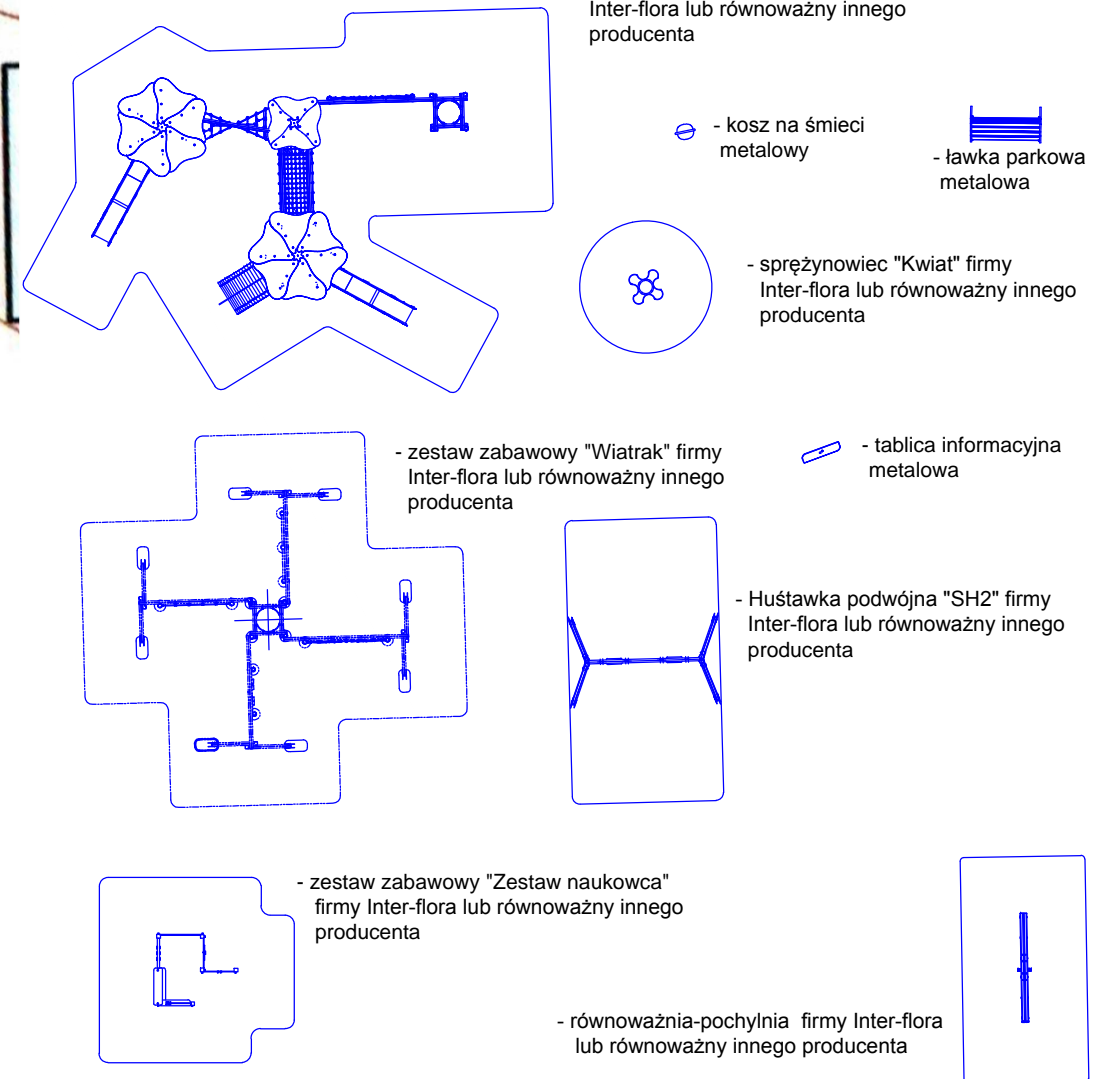 Inter-flora lub równoważny innego
producenta
- kosz na śmieci
metalowy
- ławka parkowa
metalowa
- sprężynowiec "Kwiat" firmy
Inter-flora lub równoważny innego
producenta
- zestaw zabawowy "Wiatrak" firmy
Inter-flora lub równoważny innego
producenta
- tablica informacyjna
metalowa
- Huśtawka podwójna "SH2" firmy
Inter-flora lub równoważny innego
producenta
- zestaw zabawowy "Zestaw naukowca"
firmy Inter-flora lub równoważny innego
producenta
- równoważnia-pochylnia firmy Inter-flora
lub równoważny innego producenta